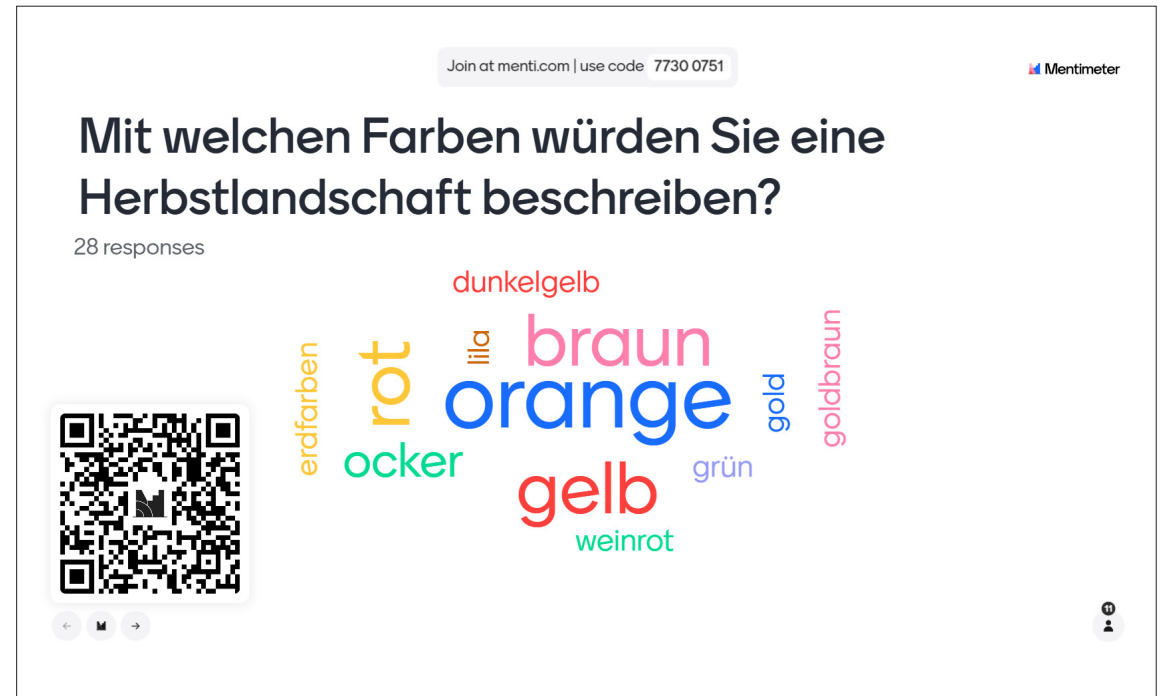 Join at menti.com | use code 7730 0751
Mentimeter
Mit welchen Farben würden Sie eine
Herbstlandschaft beschreiben?
28 responses
dunkelgelb
erdfarben
rot
lila
braun
orange
gold
goldbraun
ocker
gelb
grün
weinrot
11